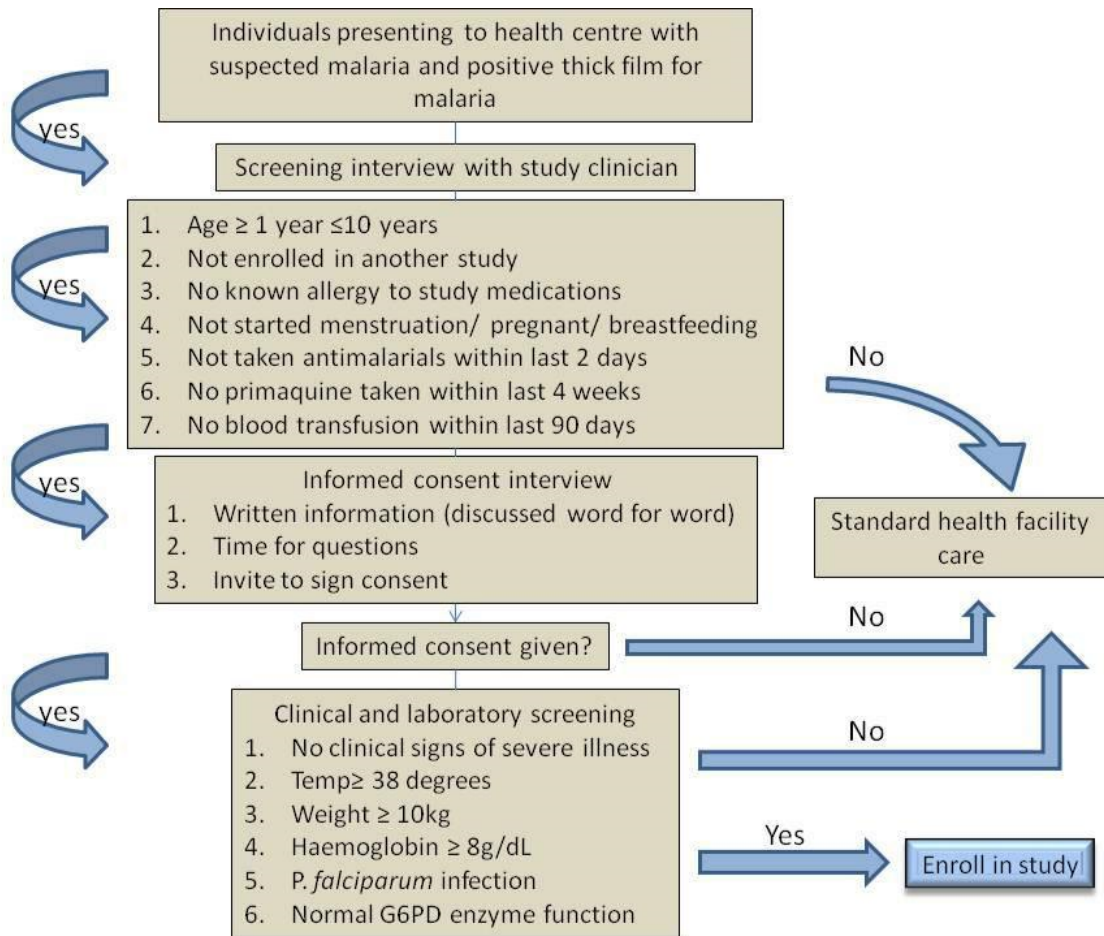 Individuals presenting to health centre with
suspected malaria and positive thick film for
malaria
yes
Screening interview with study clinician
1. Age ≥ 1 year ≤10 years
2. Not enrolled in another study
3. No known allergy to study medications
4. Not started menstruation/ pregnant/ breastfeeding
5. Not taken antimalarials within last 2 days
6. No primaquine taken within last 4 weeks
7. No blood transfusion within last 90 days
yes
No
Informed consent interview
1. Written information (discussed word for word)
2. Time for questions
3. Invite to sign consent
yes
Standard health facility
care
Informed consent given?
No
Clinical and laboratory screening
1. No clinical signs of severe illness
2. Temp≥ 38 degrees
3. Weight ≥ 10kg
4. Haemoglobin ≥ 8g/dL
5. P. falciparum infection
6. Normal G6PD enzyme function
yes
No
Yes
Enroll in study